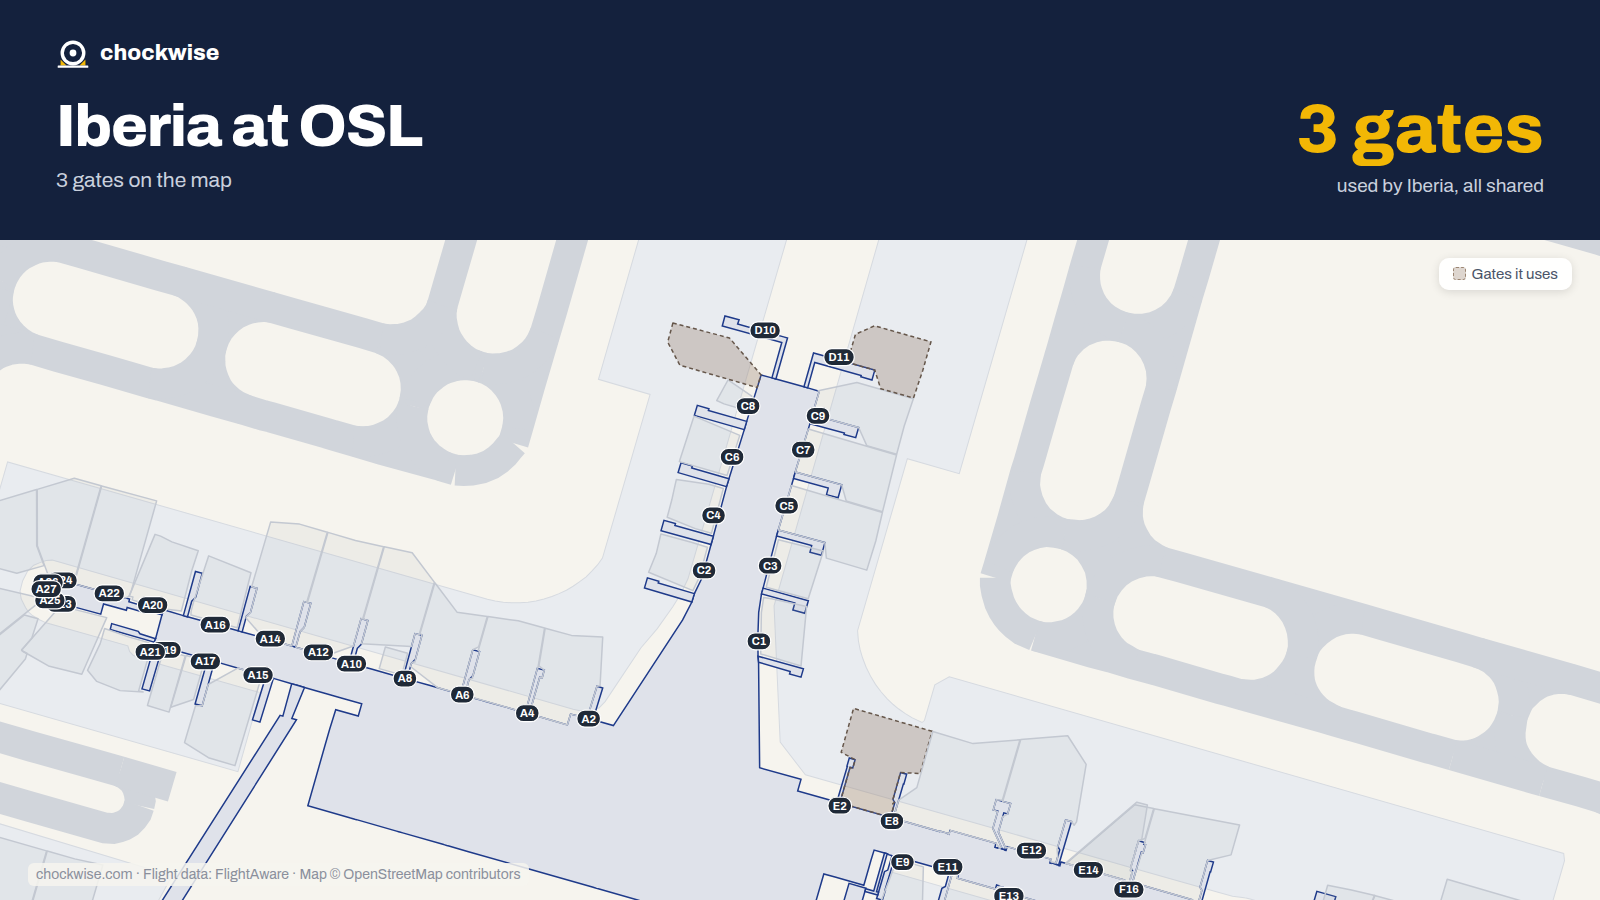 chockwise
Iberia at OSL
3 gates on the map
3 gates
used by Iberia, all shared
Gates it uses
D10
D11
C8
C9
C6
C7
C4
C5
C2
C3
C1
A27
A25
A22
A20
A21
A16
A17
A14
A15
A12
A10
A8
A6
A4
A2
E2
E8
E9
E11
E12
E13
E14
F16
chockwise.com · Flight data: FlightAware · Map © OpenStreetMap contributors